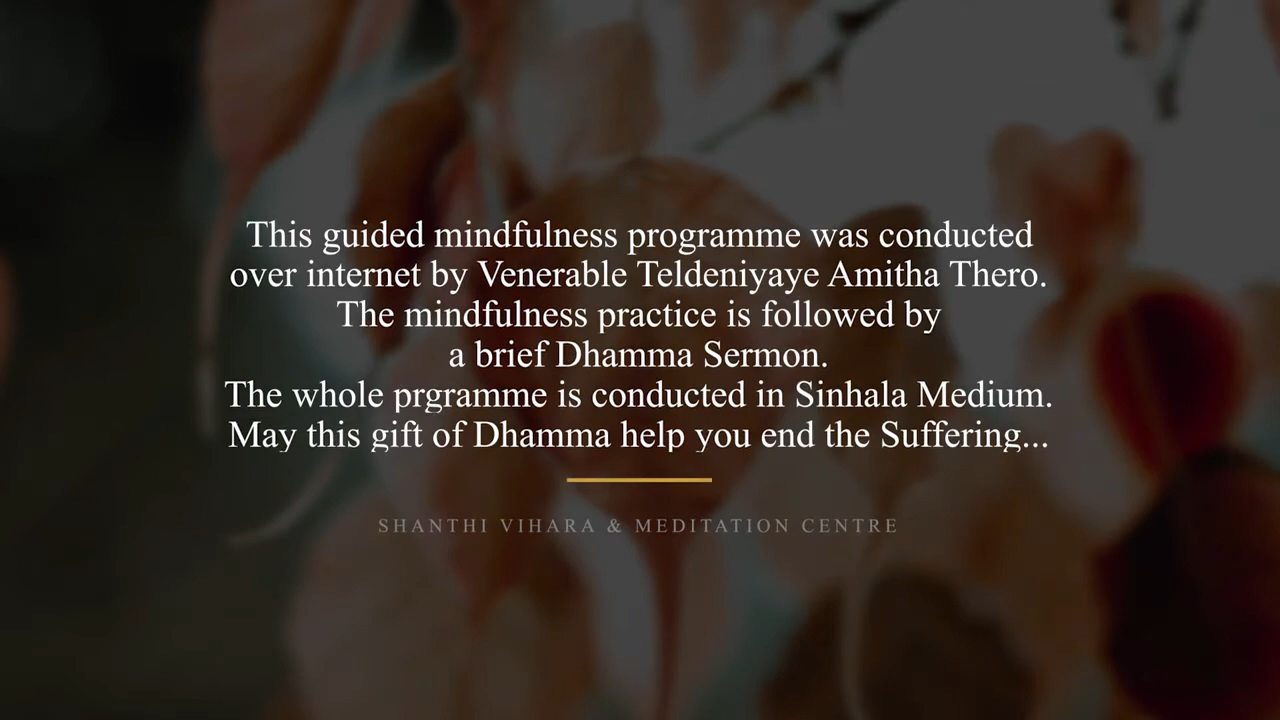 This guided mindfulness programme was conducted
over internet by Venerable Teldeniyaye Amitha Thero.
The mindfulness practice is followed by
a brief Dhamma Sermon.
The whole prgramme is conducted in Sinhala Medium.
May this gift of Dhamma help you end the Suffering...
SHANTHI VIHARA & MEDITATION CENTRE